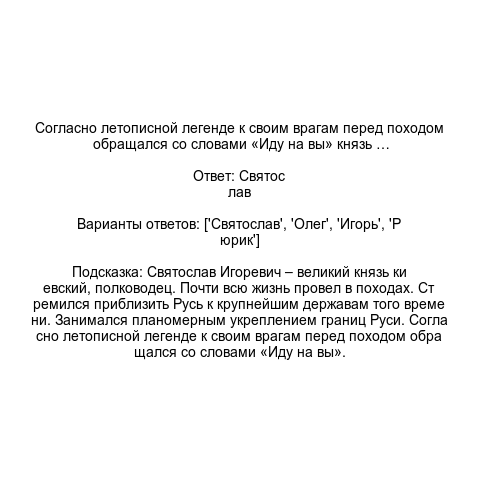 Согласно летописной легенде к своим врагам перед походом
обращался со словами «Иду на вы» князь …
Ответ: Святос
лав
Варианты ответов: ['Святослав', 'Олег', 'Игорь', 'Р
юрик']
Подсказка: Святослав Игоревич – великий князь ки
евский, полководец. Почти всю жизнь провел в походах. Ст
ремился приблизить Русь к крупнейшим державам того време
ни. Занимался планомерным укреплением границ Руси. Согла
сно летописной легенде к своим врагам перед походом обра
щался со словами «Иду на вы».